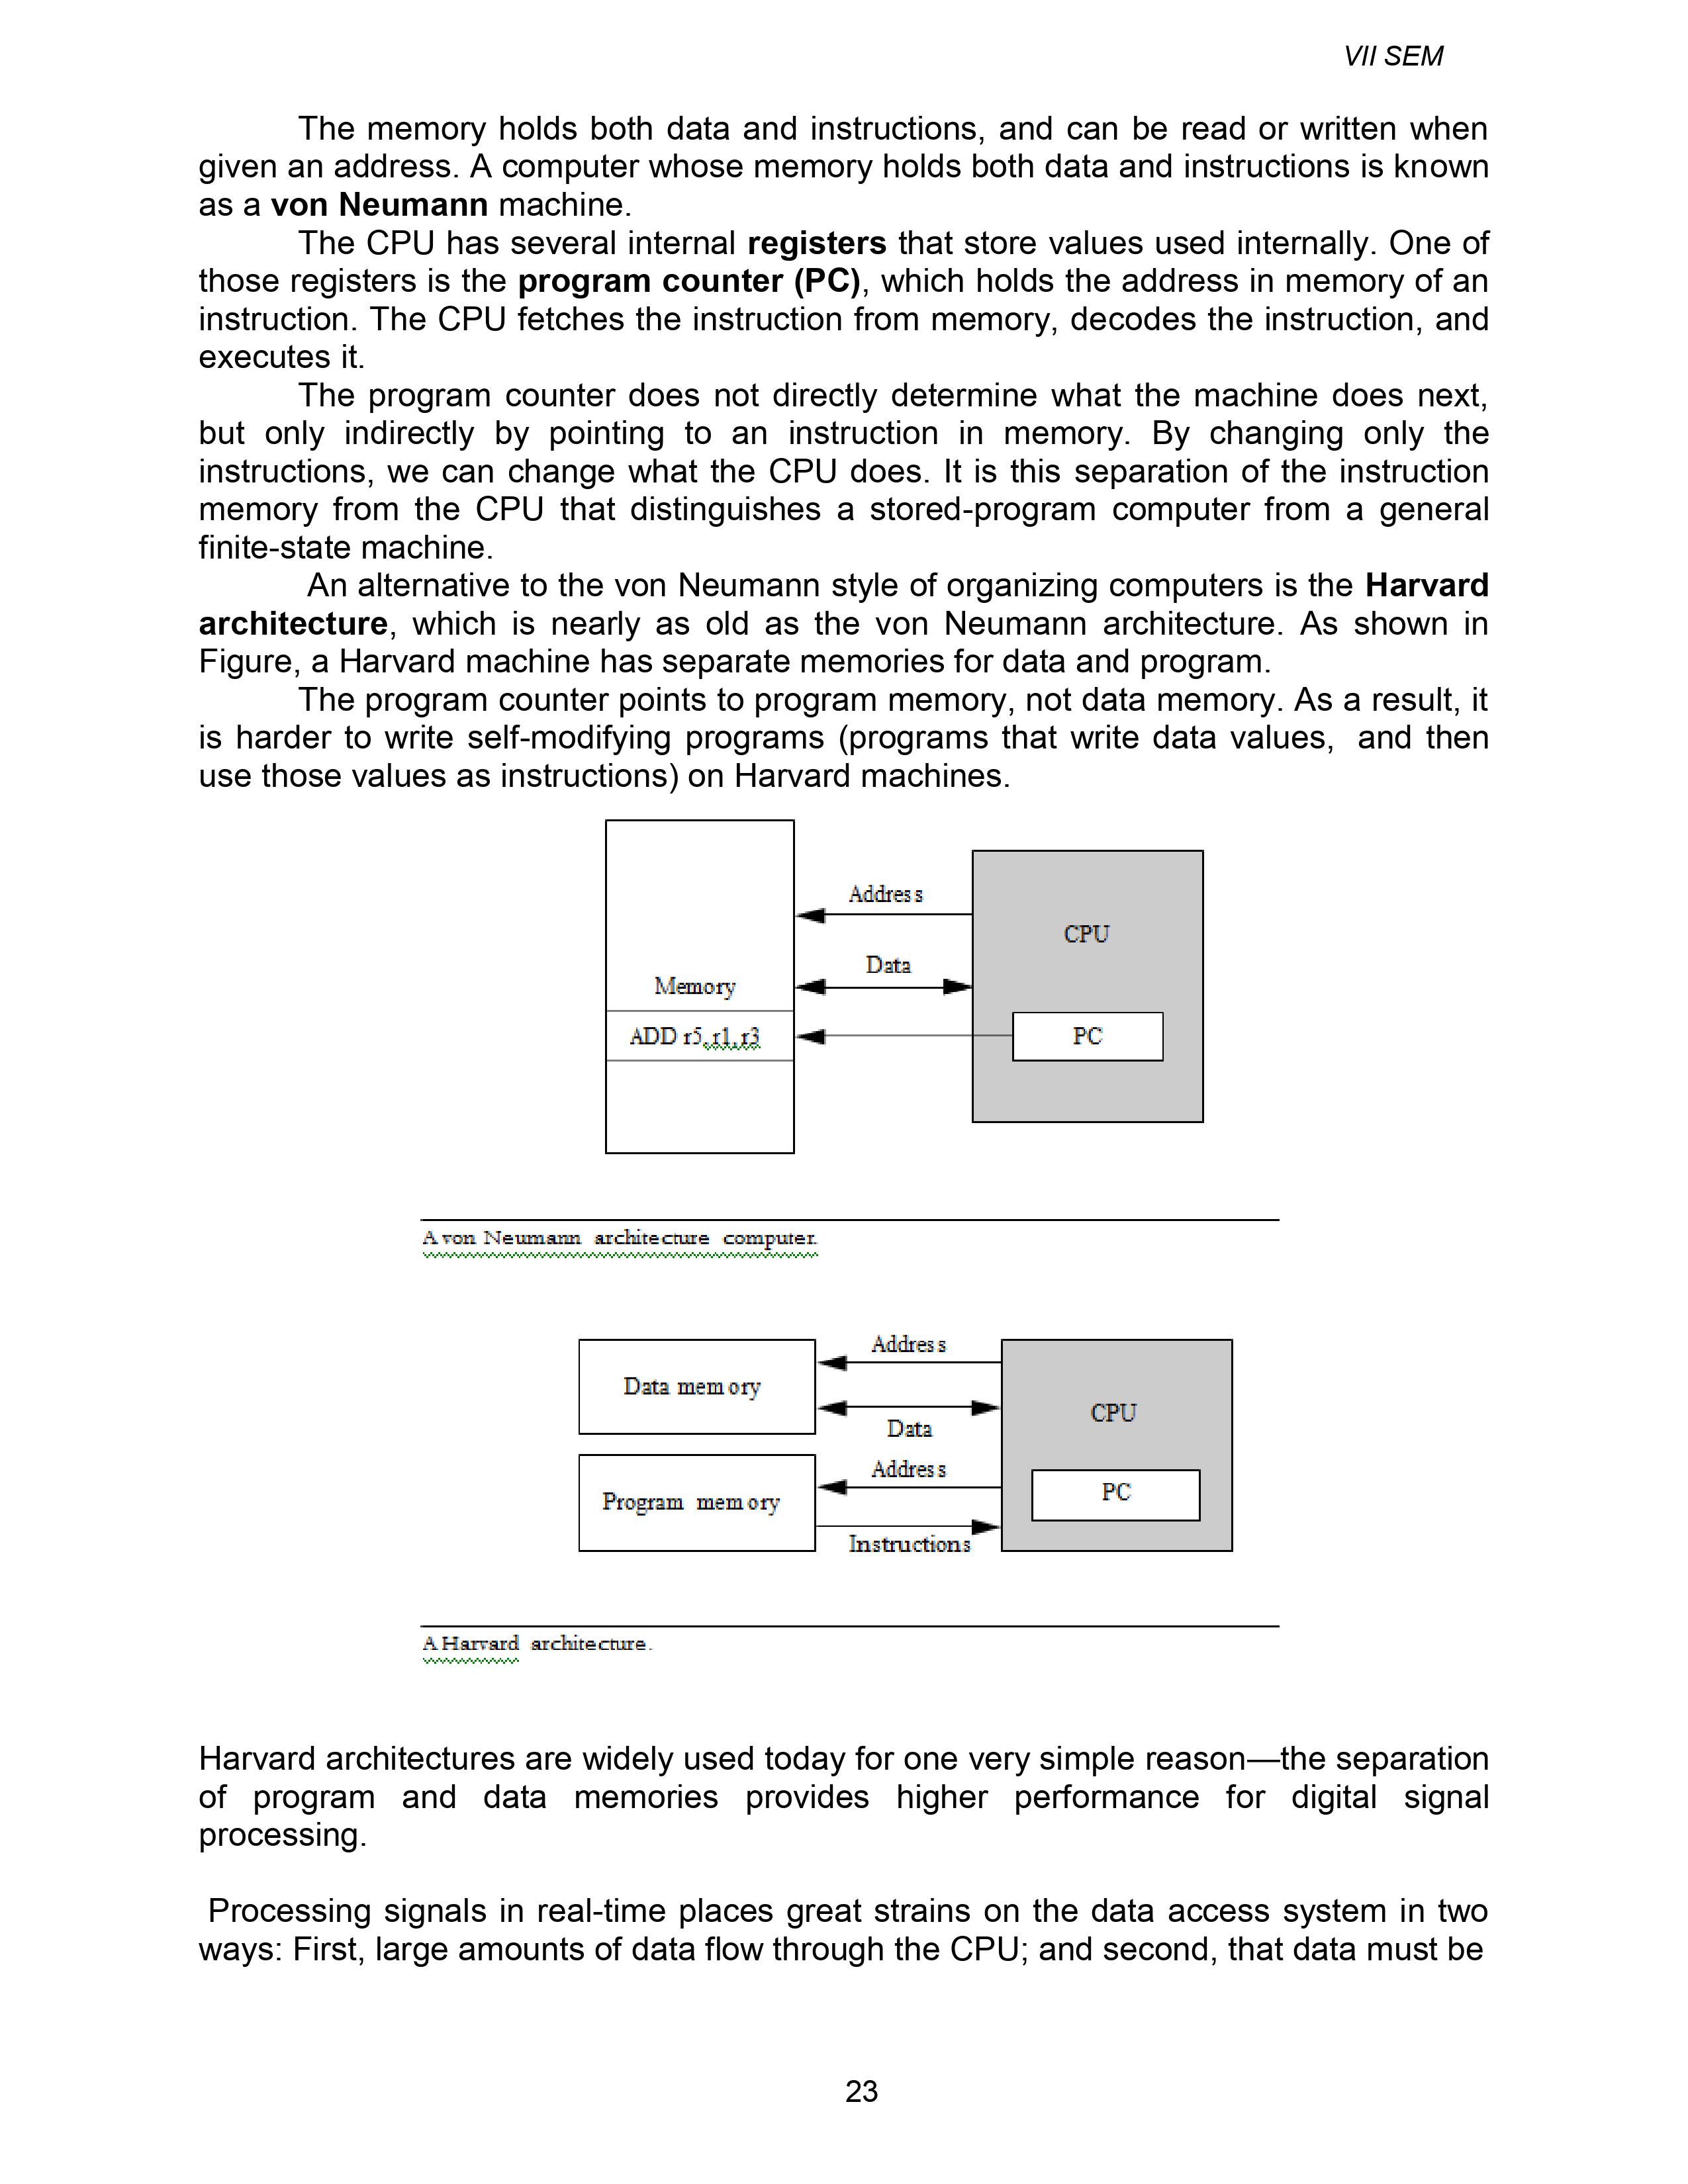 VII SEM
The memory holds both data and instructions, and can be read or written when
given an address. A computer whose memory holds both data and instructions is known
as a von Neumann machine.
The CPU has several internal registers that store values used internally. One of
those registers is the program counter (PC), which holds the address in memory of an
instruction. The CPU fetches the instruction from memory, decodes the instruction, and
executes it.
The program counter does not directly determine what the machine does next,
but only indirectly by pointing to an instruction in memory. By changing only the
instructions, we can change what the CPU does. It is this separation of the instruction
memory from the CPU that distinguishes a stored-program computer from a general
finite-state machine.
An alternative to the von Neumann style of organizing computers is the Harvard
architecture, which is nearly as old as the von Neumann architecture. As shown in
Figure, a Harvard machine has separate memories for data and program.
The program counter points to program memory, not data memory. As a result, it
is harder to write self-modifying programs (programs that write data values, and then
use those values as instructions) on Harvard machines.
Address
CPU
Data
Memory
ADD r5, r1, r3
PC
A von Neumann architecture computer.
Address
Data memory
CPU
Data
Address
PC
Program memory
Instructions
A Harvard architecture.
Harvard architectures are widely used today for one very simple reason—the separation
of program and data memories provides higher performance for digital signal
processing.
Processing signals in real-time places great strains on the data access system in two
ways: First, large amounts of data flow through the CPU; and second, that data must be
23